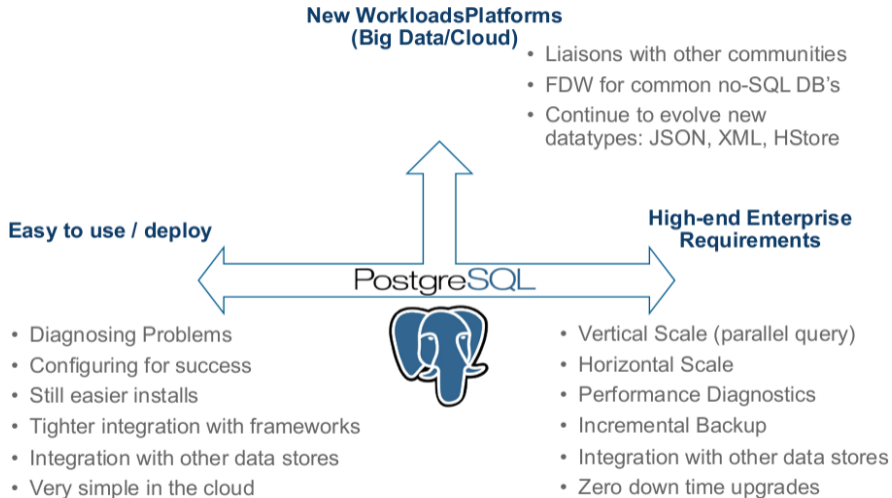 New WorkloadsPlatforms
(Big Data/Cloud)
• Liaisons with other communities
• FDW for common no-SQL DB's
• Continue to evolve new
datatypes: JSON, XML, HStore
Easy to use / deploy
High-end Enterprise
Requirements
PostgreSQL
• Diagnosing Problems
• Configuring for success
• Still easier installs
• Tighter integration with frameworks
• Integration with other data stores
• Very simple in the cloud
• Vertical Scale (parallel query)
• Horizontal Scale
• Performance Diagnostics
• Incremental Backup
• Integration with other data stores
• Zero down time upgrades